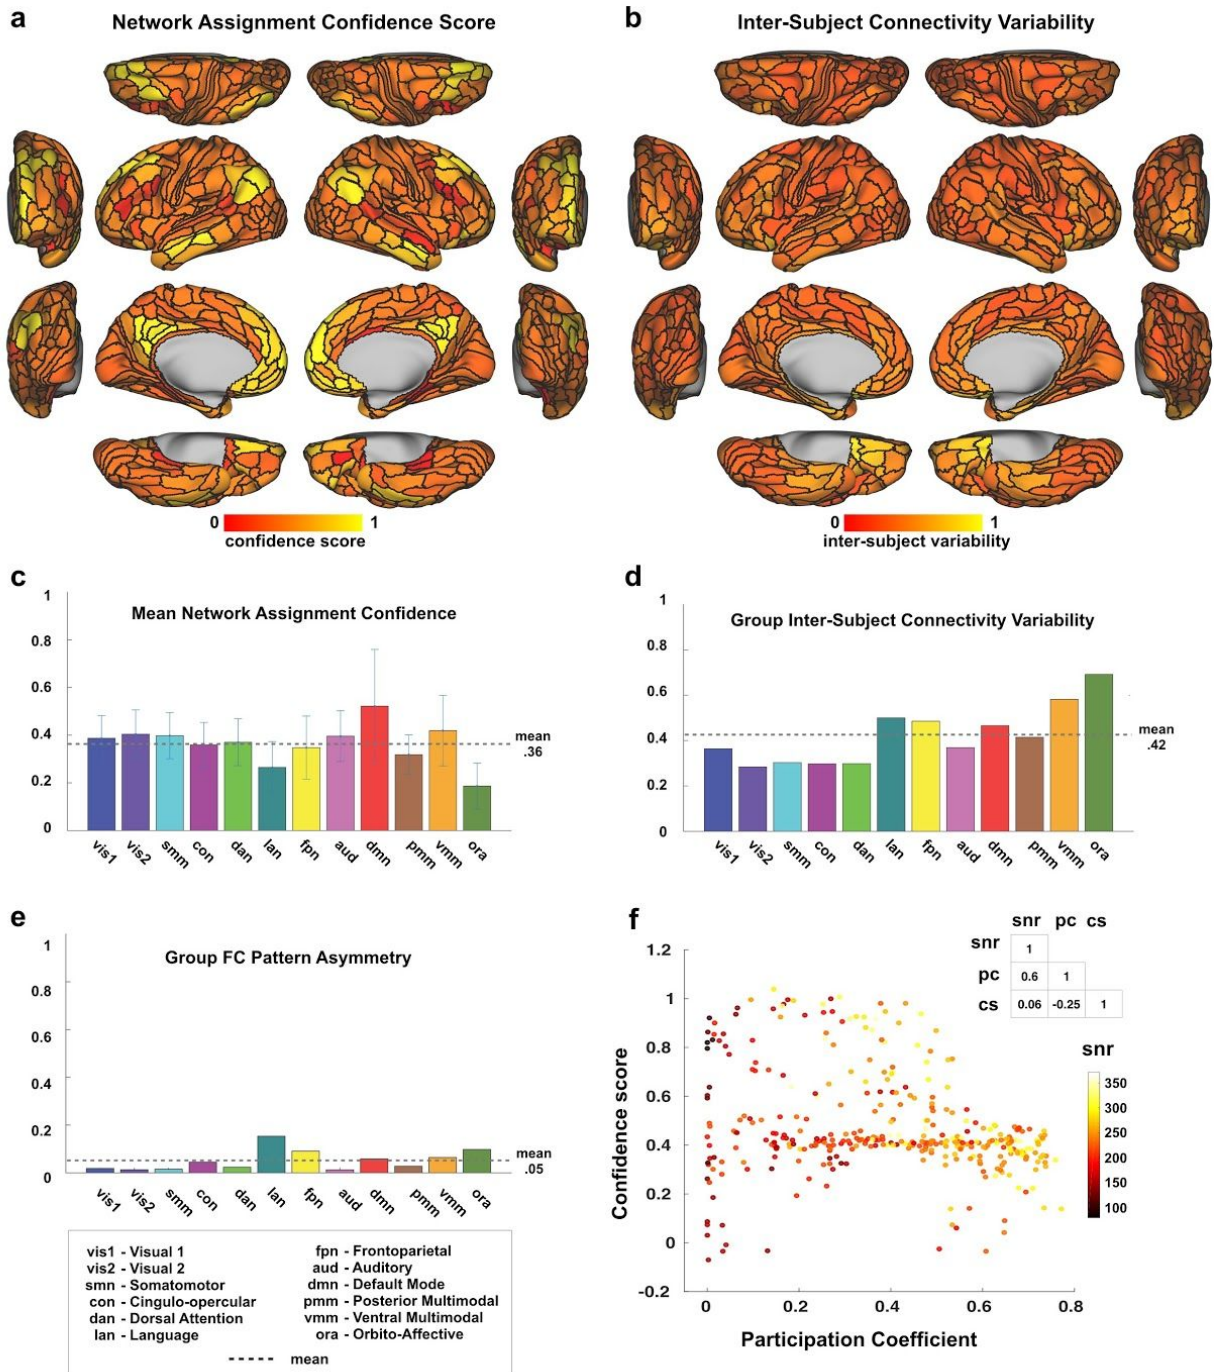 a Network Assignment Confidence Score
0 1
confidence score
b Inter-Subject Connectivity Variability
0 1
inter-subject variability
c
Mean Network Assignment Confidence
1
0.8
0.6
0.4
0.2
0
mean
.36
vis1 vis2 smm con dan lan fpn aud dmn pmm vmm ora
d
Group Inter-Subject Connectivity Variability
1
0.8
0.6
0.4
0.2
0
mean
.42
vis1 vis2 smm con dan lan fpn aud dmn pmm vmm ora
e
Group FC Pattern Asymmetry
1
0.8
0.6
0.4
0.2
0
mean
.05
vis1 vis2 smm con dan lan fpn aud dmn pmm vmm ora
vis1 - Visual 1
vis2 - Visual 2
smn - Somatomotor
con - Cingulo-opercular
dan - Dorsal Attention
lan - Language
fpn - Frontoparietal
aud - Auditory
dmn - Default Mode
pmm - Posterior Multimodal
vmm - Ventral Multimodal
ora - Orbito-Affective
mean
f
snr pc cs
snr 1
pc 0.6 1
cs 0.06 -0.25 1
snr
350
300
250
200
150
100
1.2
1
0.8
0.6
0.4
0.2
0
-0.2
Confidence score
0 0.2 0.4 0.6 0.8
Participation Coefficient